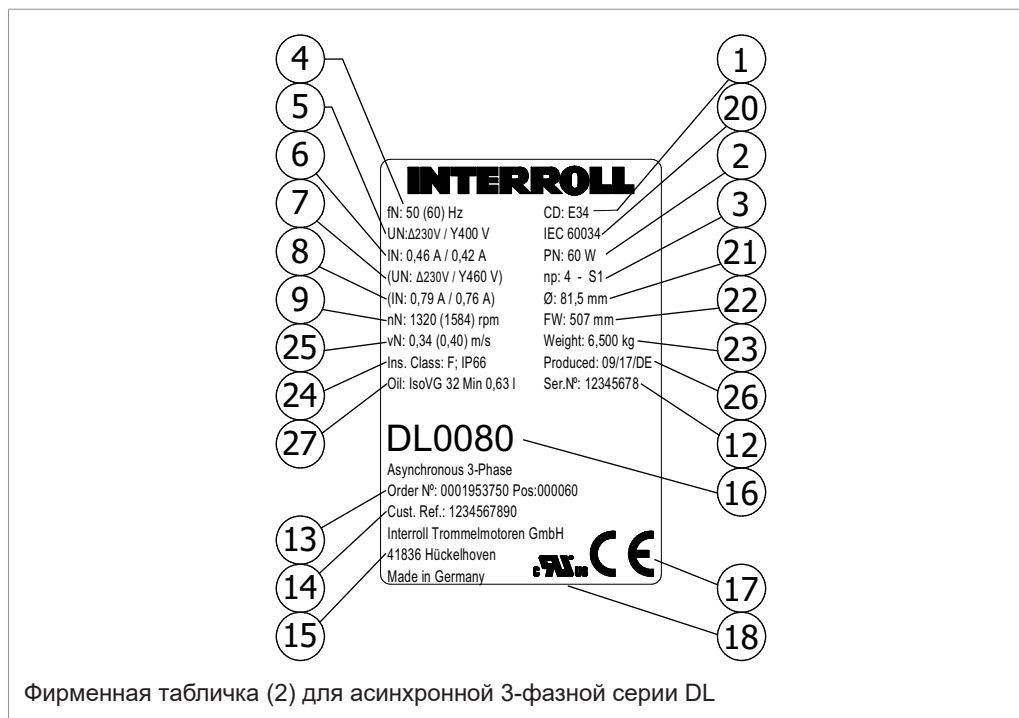 4
5
6
7
8
9
25
24
27
13
14
15
INTERROLL
fN: 50 (60) Hz
UN:Δ230V / Y400 V
IN: 0,46 A / 0,42 A
(UN: Δ230V / Y460 V)
(IN: 0,79 A / 0,76 A)
nN: 1320 (1584) rpm
vN: 0,34 (0,40) m/s
Ins. Class: F; IP66
Oil: IsoVG 32 Min 0,63 l
CD: E34
IEC 60034
PN: 60 W
np: 4 - S1
Ø: 81,5 mm
FW: 507 mm
Weight: 6,500 kg
Produced: 09/17/DE
Ser.Nº: 12345678
DL0080
Asynchronous 3-Phase
Order Nº: 0001953750 Pos:000060
Cust. Ref.: 1234567890
Interroll Trommelmotoren GmbH
41836 Hückelhoven
Made in Germany
c RU us CE
1
20
2
3
21
22
23
26
12
16
17
18
Фирменная табличка (2) для асинхронной 3-фазной серии DL